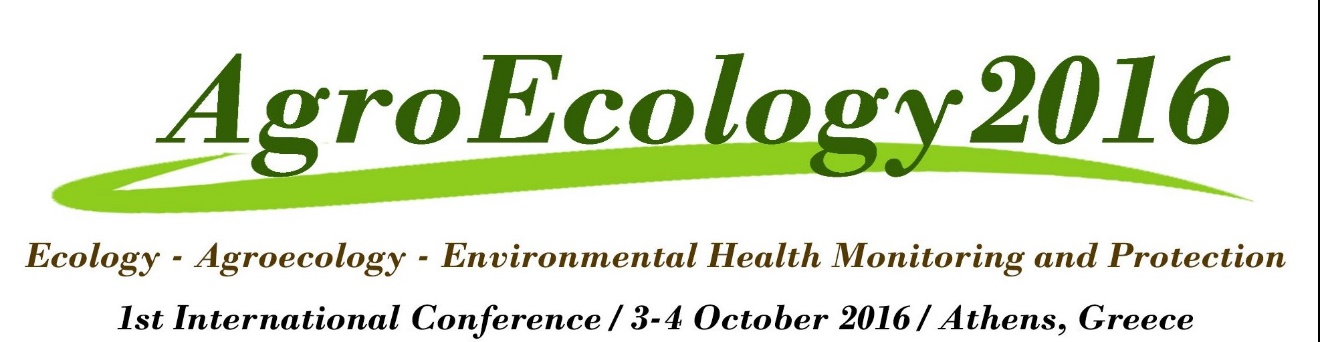 AgroEcology2016
Ecology - Agroecology - Environmental Health Monitoring and Protection
1st International Conference / 3-4 October 2016 / Athens, Greece